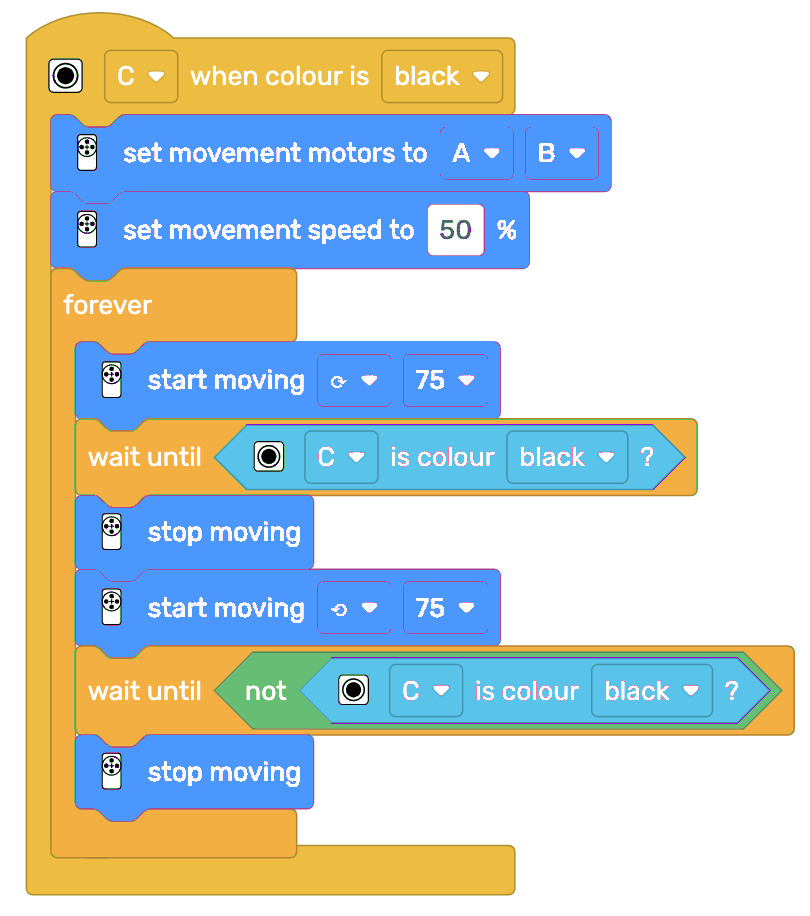 C when colour is black
set movement motors to A B
set movement speed to 50 %
forever
start moving ⟳ 75
wait until C is colour black ?
stop moving
start moving ⟲ 75
wait until not C is colour black ?
stop moving